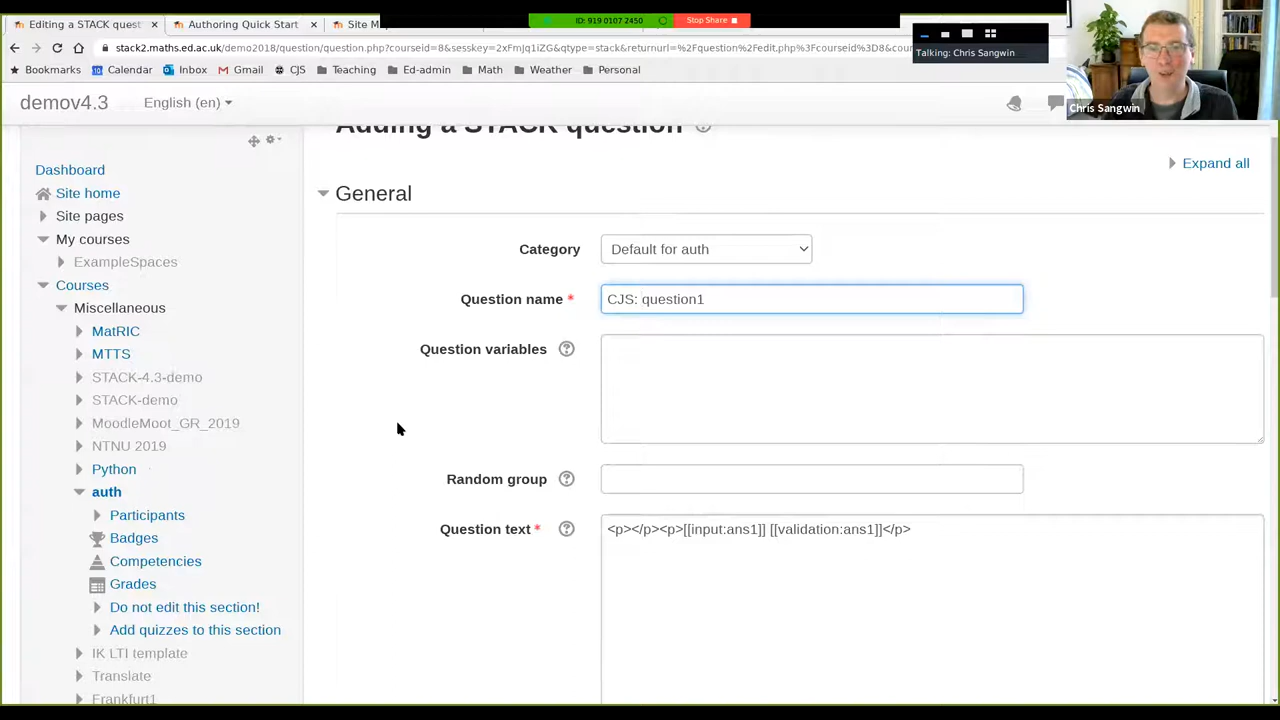 Editing a STACK quest
Authoring Quick Start
Site M
ID: 919 0107 2450
Stop Share
stack2.maths.ed.ac.uk/demo2018/question/question.php?courseid=8&sesskey=2xFmJq1iZG&qtype=stack&returnurl=%2Fquestion%2Fedit.php%3Fcourseid%3D8&cou
Talking: Chris Sangwin
Bookmarks
Calendar
Inbox
Gmail
CJS
Teaching
Ed-admin
Math
Weather
Personal
demov4.3
English (en)
Chris Sangwin
Adding a STACK question
Expand all
Dashboard
Site home
Site pages
My courses
ExampleSpaces
Courses
Miscellaneous
MatRIC
MTTS
STACK-4.3-demo
STACK-demo
MoodleMoot_GR_2019
NTNU 2019
Python
auth
Participants
Badges
Competencies
Grades
Do not edit this section!
Add quizzes to this section
IK LTI template
Translate
Frankfurt1
General
Category
Default for auth
Question name *
CJS: question1
Question variables
Random group
Question text *
<p></p><p>[[input:ans1]] [[validation:ans1]]</p>